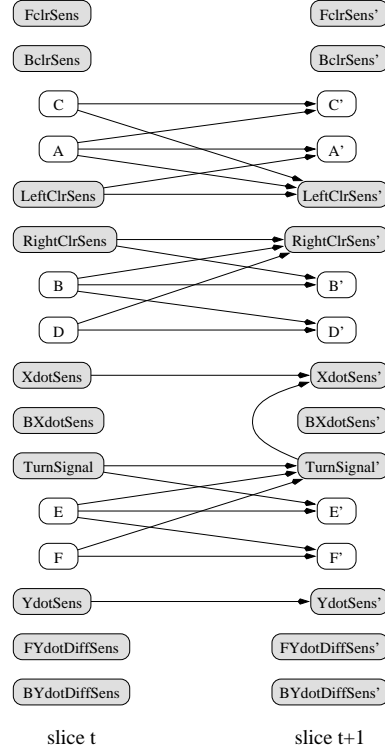 FclrSens FclrSens’
BclrSens BclrSens’
C C’
A A’
LeftClrSens LeftClrSens’
RightClrSens RightClrSens’
B B’
D D’
XdotSens XdotSens’
BXdotSens BXdotSens’
TurnSignal TurnSignal’
E E’
F F’
YdotSens YdotSens’
FYdotDiffSens FYdotDiffSens’
BYdotDiffSens BYdotDiffSens’
slice t slice t+1